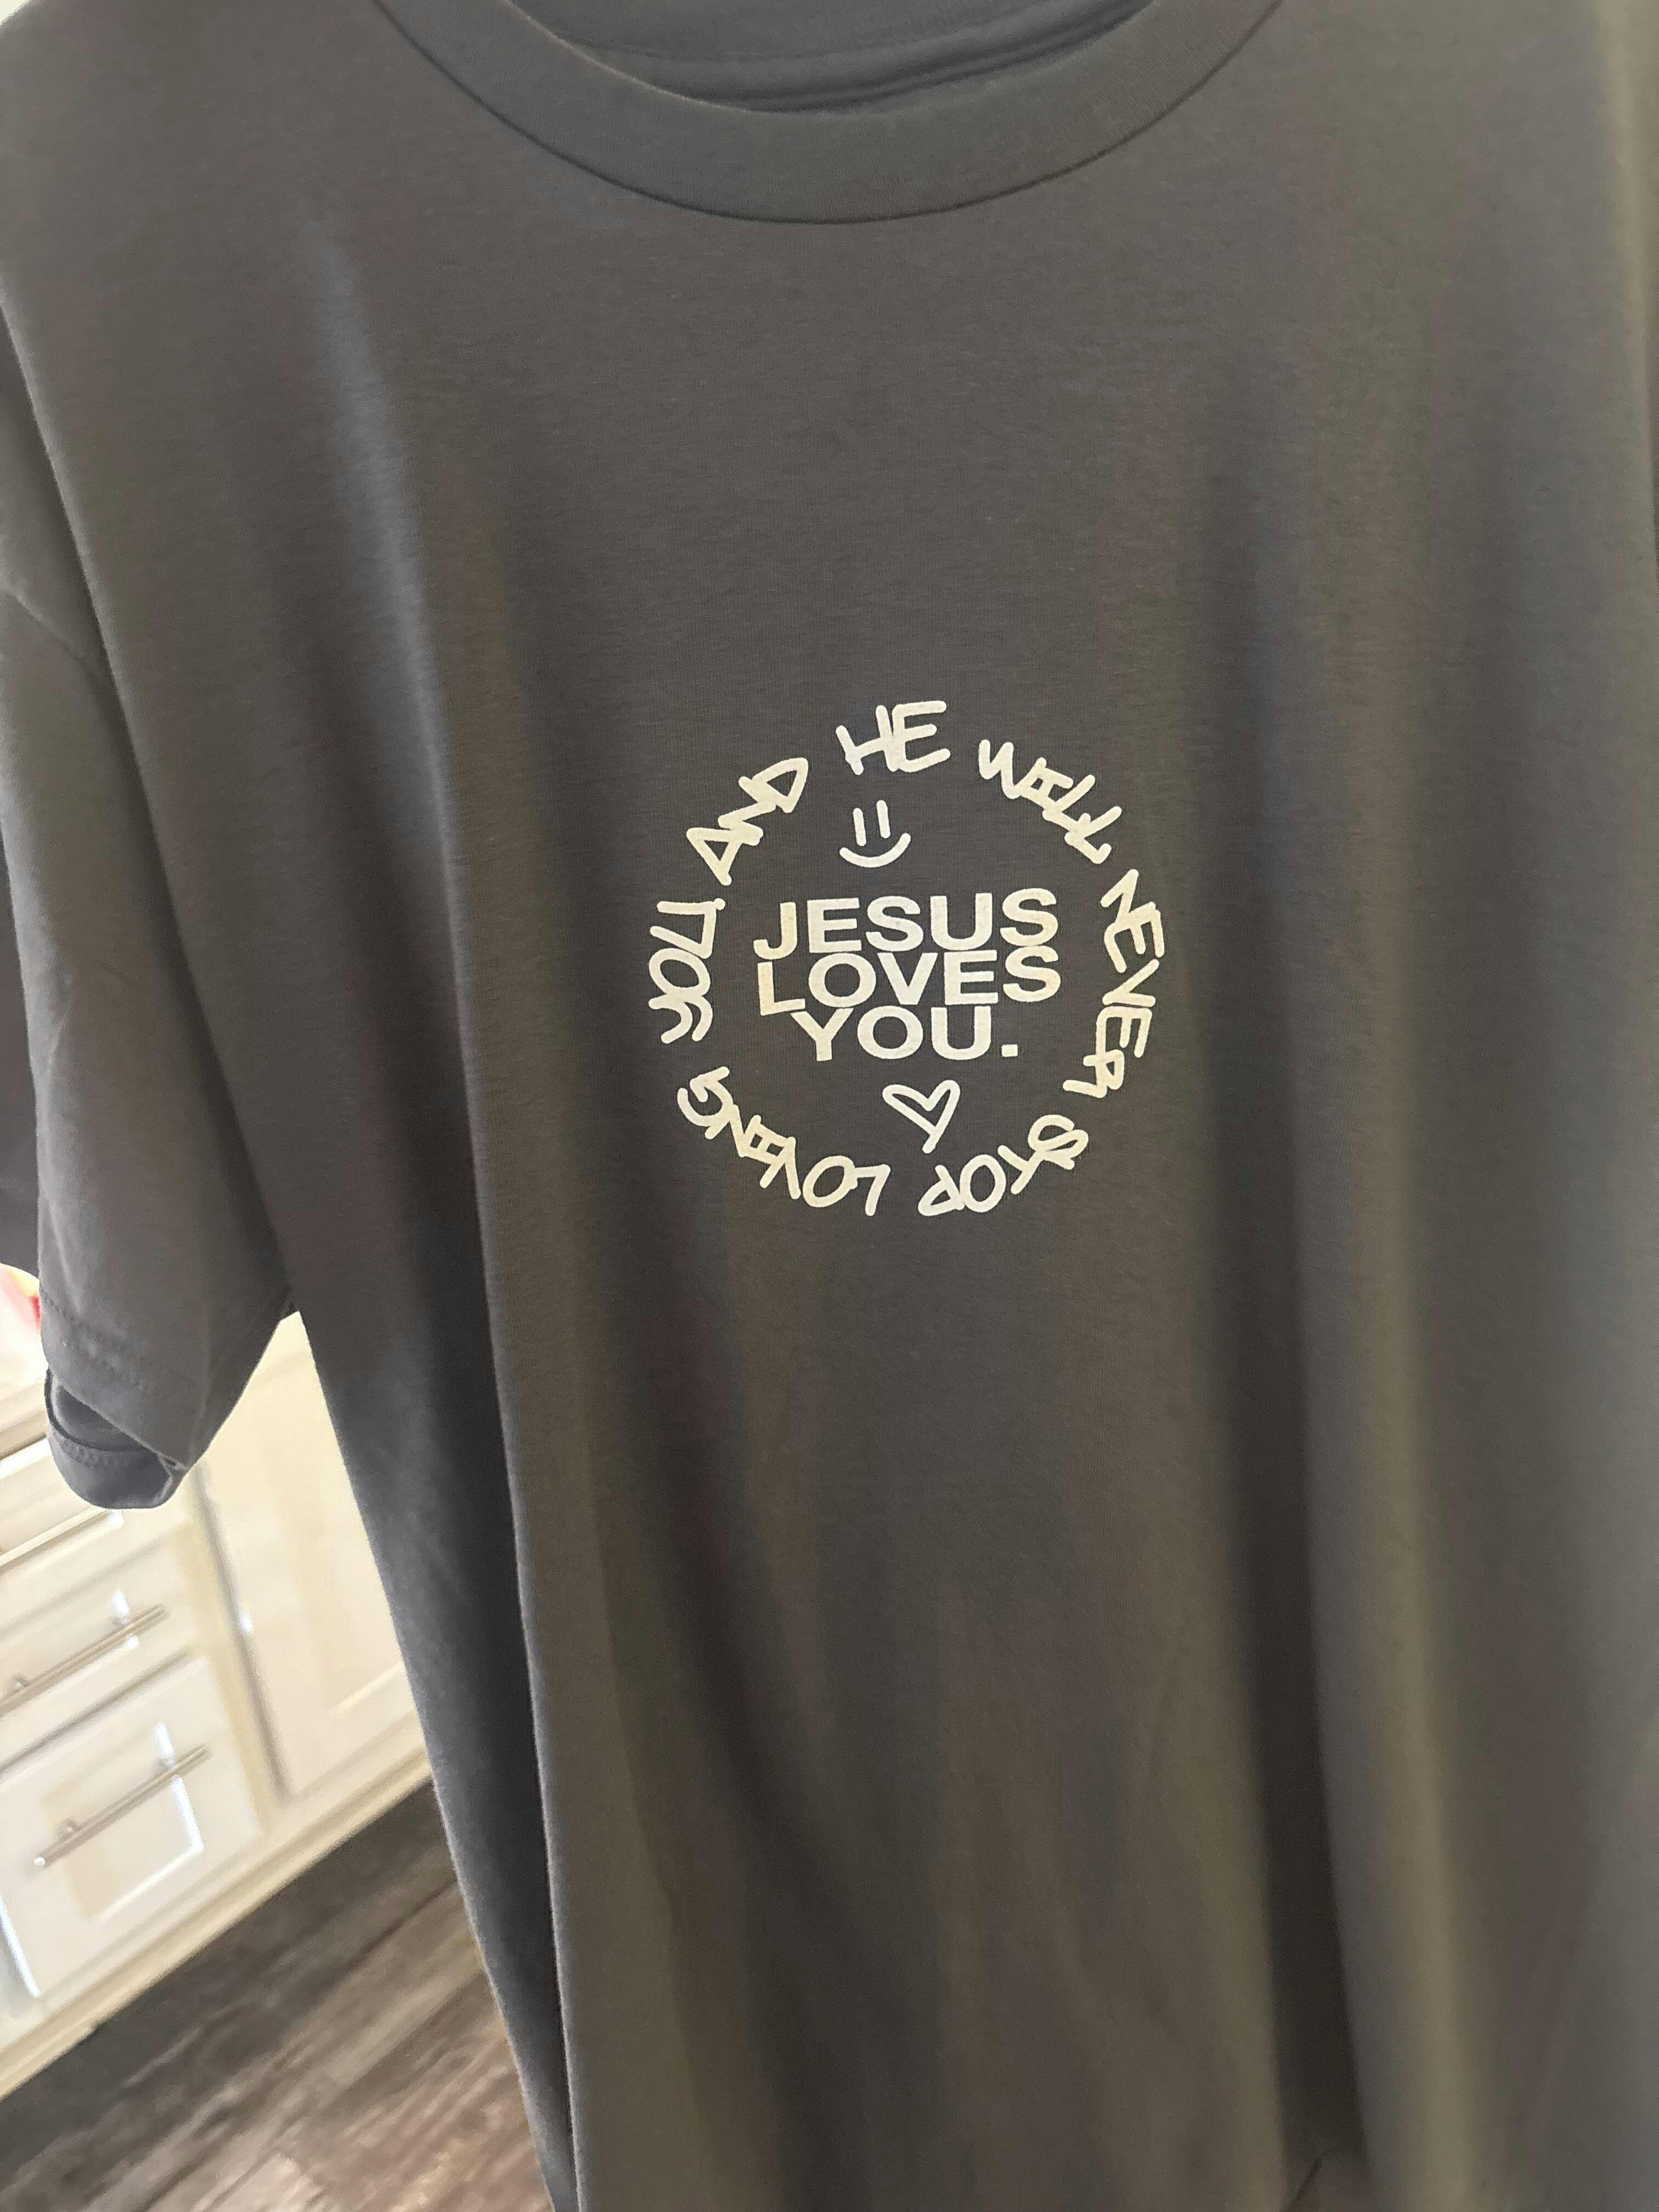 JESUS
LOVES
YOU.
AND HE WILL NEVER STOP LOVING YOU